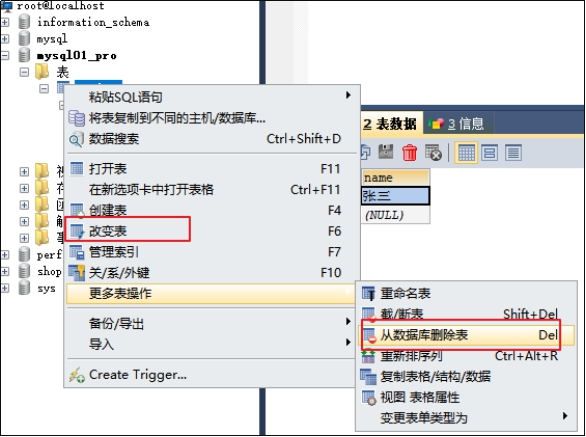 root@localhost
information_schema
mysql
mysql01_pro
表
粘贴SQL语句
将表复制到不同的主机/数据库...
数据搜索 Ctrl+Shift+D
打开表 F11
在新选项卡中打开表格 Ctrl+F11
创建表 F4
改变表 F6
管理索引 F7
关/系/外键 F10
更多表操作
备份/导出
导入
Create Trigger...
perf
shop
sys
2 表数据 3 信息
name
张三
(NULL)
重命名表
截/断表 Shift+Del
从数据库删除表 Del
重新排序列 Ctrl+Alt+R
复制表格/结构/数据
视图 表格属性
变更表单类型为